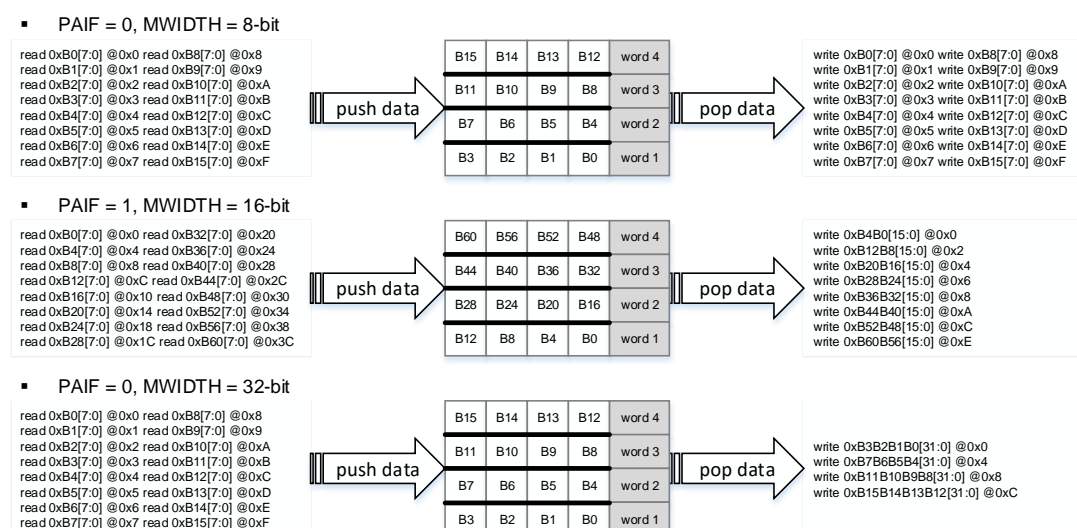 ▪ PAIF = 0, MWIDTH = 8-bit
read 0xB0[7:0] @0x0 read 0xB8[7:0] @0x8
read 0xB1[7:0] @0x1 read 0xB9[7:0] @0x9
read 0xB2[7:0] @0x2 read 0xB10[7:0] @0xA
read 0xB3[7:0] @0x3 read 0xB11[7:0] @0xB
read 0xB4[7:0] @0x4 read 0xB12[7:0] @0xC
read 0xB5[7:0] @0x5 read 0xB13[7:0] @0xD
read 0xB6[7:0] @0x6 read 0xB14[7:0] @0xE
read 0xB7[7:0] @0x7 read 0xB15[7:0] @0xF
push data
B15 B14 B13 B12 word 4
B11 B10 B9 B8 word 3
B7 B6 B5 B4 word 2
B3 B2 B1 B0 word 1
pop data
write 0xB0[7:0] @0x0 write 0xB8[7:0] @0x8
write 0xB1[7:0] @0x1 write 0xB9[7:0] @0x9
write 0xB2[7:0] @0x2 write 0xB10[7:0] @0xA
write 0xB3[7:0] @0x3 write 0xB11[7:0] @0xB
write 0xB4[7:0] @0x4 write 0xB12[7:0] @0xC
write 0xB5[7:0] @0x5 write 0xB13[7:0] @0xD
write 0xB6[7:0] @0x6 write 0xB14[7:0] @0xE
write 0xB7[7:0] @0x7 write 0xB15[7:0] @0xF
▪ PAIF = 1, MWIDTH = 16-bit
read 0xB0[7:0] @0x0 read 0xB32[7:0] @0x20
read 0xB4[7:0] @0x4 read 0xB36[7:0] @0x24
read 0xB8[7:0] @0x8 read 0xB40[7:0] @0x28
read 0xB12[7:0] @0xC read 0xB44[7:0] @0x2C
read 0xB16[7:0] @0x10 read 0xB48[7:0] @0x30
read 0xB20[7:0] @0x14 read 0xB52[7:0] @0x34
read 0xB24[7:0] @0x18 read 0xB56[7:0] @0x38
read 0xB28[7:0] @0x1C read 0xB60[7:0] @0x3C
push data
B60 B56 B52 B48 word 4
B44 B40 B36 B32 word 3
B28 B24 B20 B16 word 2
B12 B8 B4 B0 word 1
pop data
write 0xB4B0[15:0] @0x0
write 0xB12B8[15:0] @0x2
write 0xB20B16[15:0] @0x4
write 0xB28B24[15:0] @0x6
write 0xB36B32[15:0] @0x8
write 0xB44B40[15:0] @0xA
write 0xB52B48[15:0] @0xC
write 0xB60B56[15:0] @0xE
▪ PAIF = 0, MWIDTH = 32-bit
read 0xB0[7:0] @0x0 read 0xB8[7:0] @0x8
read 0xB1[7:0] @0x1 read 0xB9[7:0] @0x9
read 0xB2[7:0] @0x2 read 0xB10[7:0] @0xA
read 0xB3[7:0] @0x3 read 0xB11[7:0] @0xB
read 0xB4[7:0] @0x4 read 0xB12[7:0] @0xC
read 0xB5[7:0] @0x5 read 0xB13[7:0] @0xD
read 0xB6[7:0] @0x6 read 0xB14[7:0] @0xE
read 0xB7[7:0] @0x7 read 0xB15[7:0] @0xF
push data
B15 B14 B13 B12 word 4
B11 B10 B9 B8 word 3
B7 B6 B5 B4 word 2
B3 B2 B1 B0 word 1
pop data
write 0xB3B2B1B0[31:0] @0x0
write 0xB7B6B5B4[31:0] @0x4
write 0xB11B10B9B8[31:0] @0x8
write 0xB15B14B13B12[31:0] @0xC